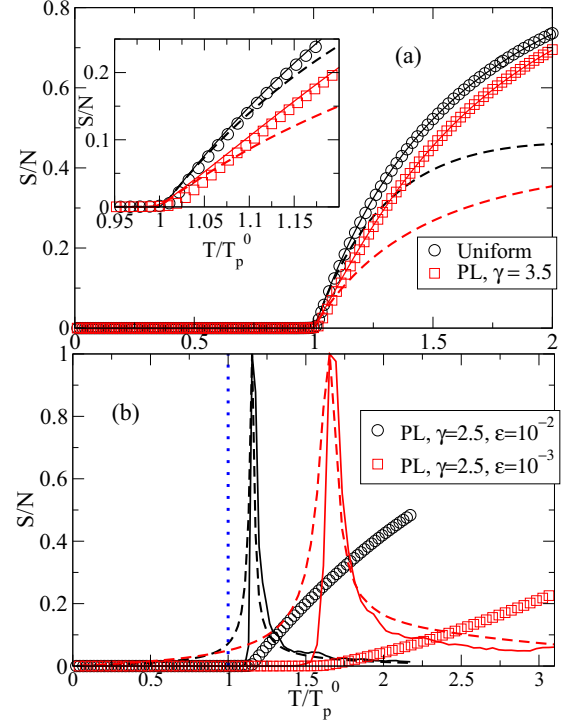 0.8
(a)
0.6
0.4
0.2
0
S/N
0.2
0.1
0
S/N
0.95 1 1.05 1.1 1.15
T/T_p^0
Uniform
PL, γ = 3.5
0 0.5 1 1.5 2
T/T_p^0
1
(b)
0.8
0.6
0.4
0.2
0
S/N
PL, γ=2.5, ε=10^-2
PL, γ=2.5, ε=10^-3
0 0.5 1 1.5 2 2.5 3
T/T_p^0